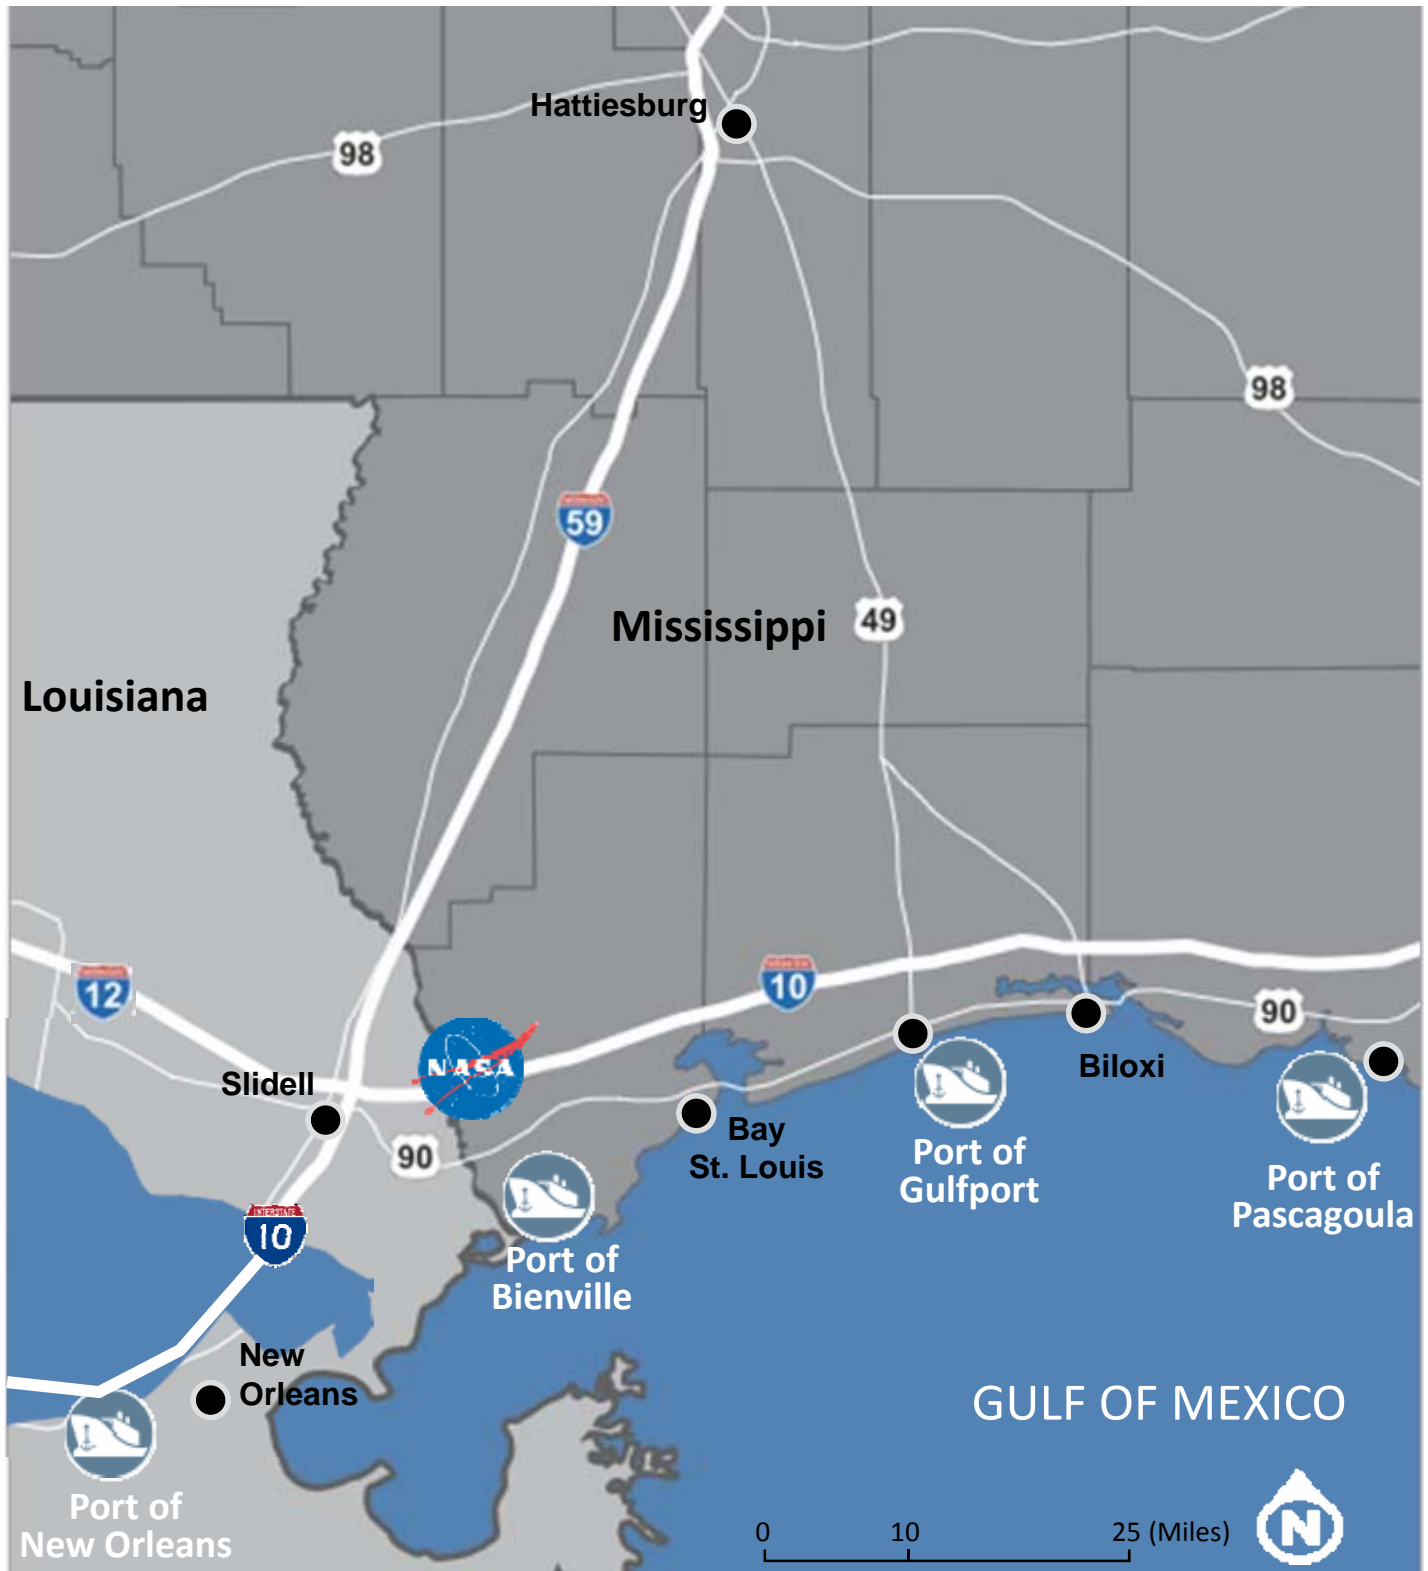 Hattiesburg
98
98
59
Mississippi
49
Louisiana
12
10
90
NASA
Slidell
Biloxi
Bay
St. Louis
90
Port of
Gulfport
Port of
Pascagoula
INTERSTATE
10
Port of
Bienville
New
Orleans
GULF OF MEXICO
Port of
New Orleans
0 10 25 (Miles)
N